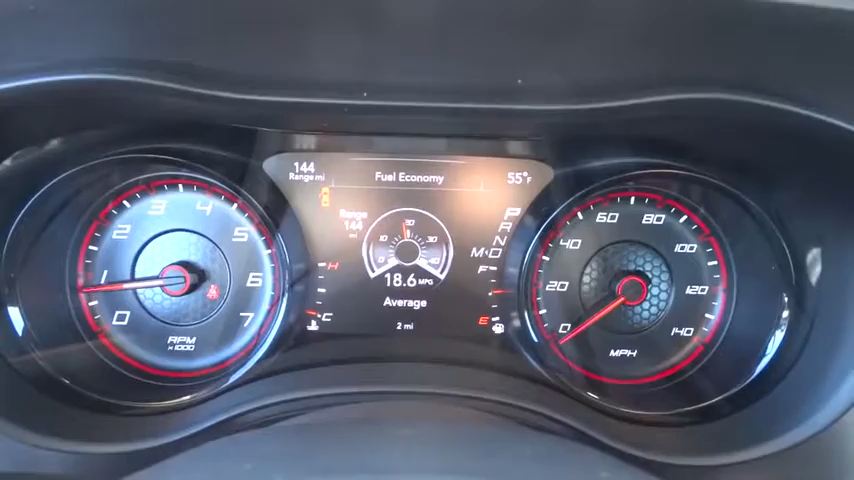 144
Range mi
Fuel Economy
55°F
Range
144
mi
0 10 20 30 40
18.6 MPG
Average
2 mi
H
C
P
R
N
M◂D
F
E
0 1 2 3 4 5 6 7
RPM
x1000
0 20 40 60 80 100 120 140
MPH